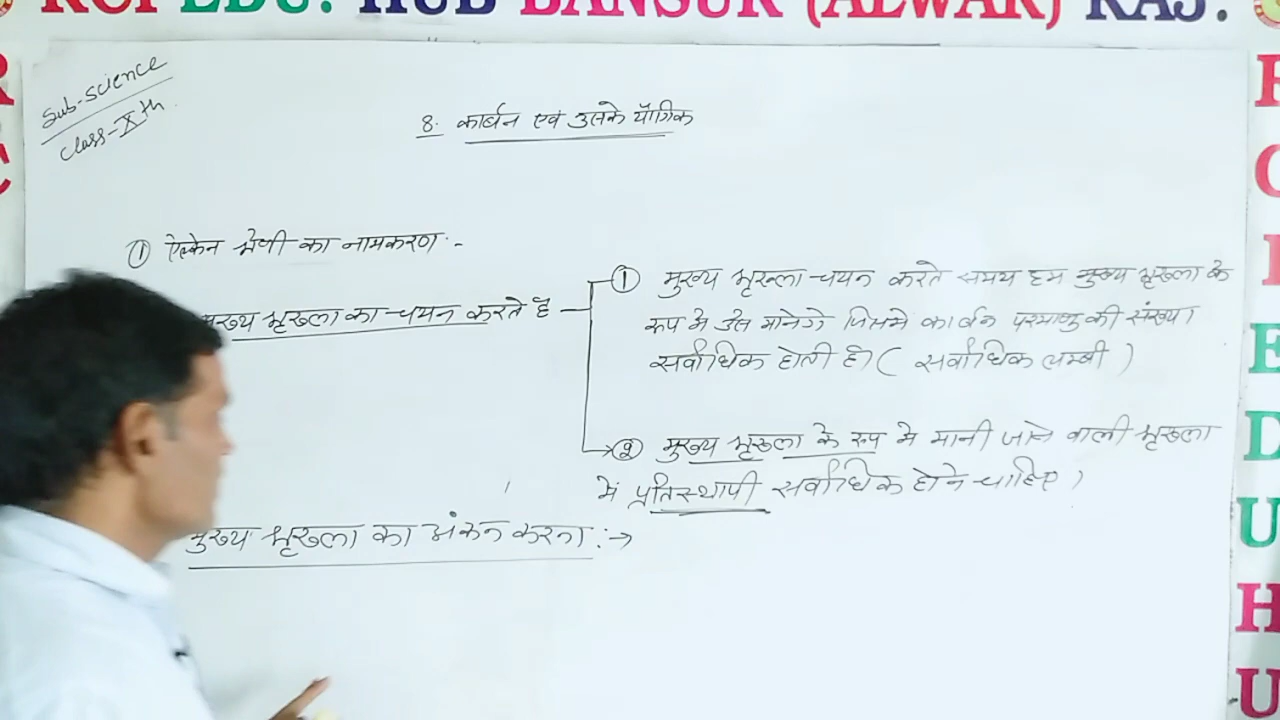 RCI EDU. HUB BANSUR (ALWAR) RAJ.
Sub-Science
Class-Xth.
8. कार्बन एवं उसके यौगिक
① ऐल्केन श्रेणी का नामकरण:-
मुख्य श्रृंखला का चयन करते है
① मुख्य श्रृंखला चयन करते समय हम मुख्य श्रृंखला के
रूप में उसे मानेगे जिसमे कार्बन परमाणु की संख्या
सर्वाधिक होती हो ( सर्वाधिक लम्बी )
② मुख्य श्रृंखला के रूप में मानी जाने वाली श्रृंखला
में प्रतिस्थापी सर्वाधिक होने चाहिए।
मुख्य श्रृंखला का अंकन करना :→
R
C
R
C
I
E
D
U
H
U